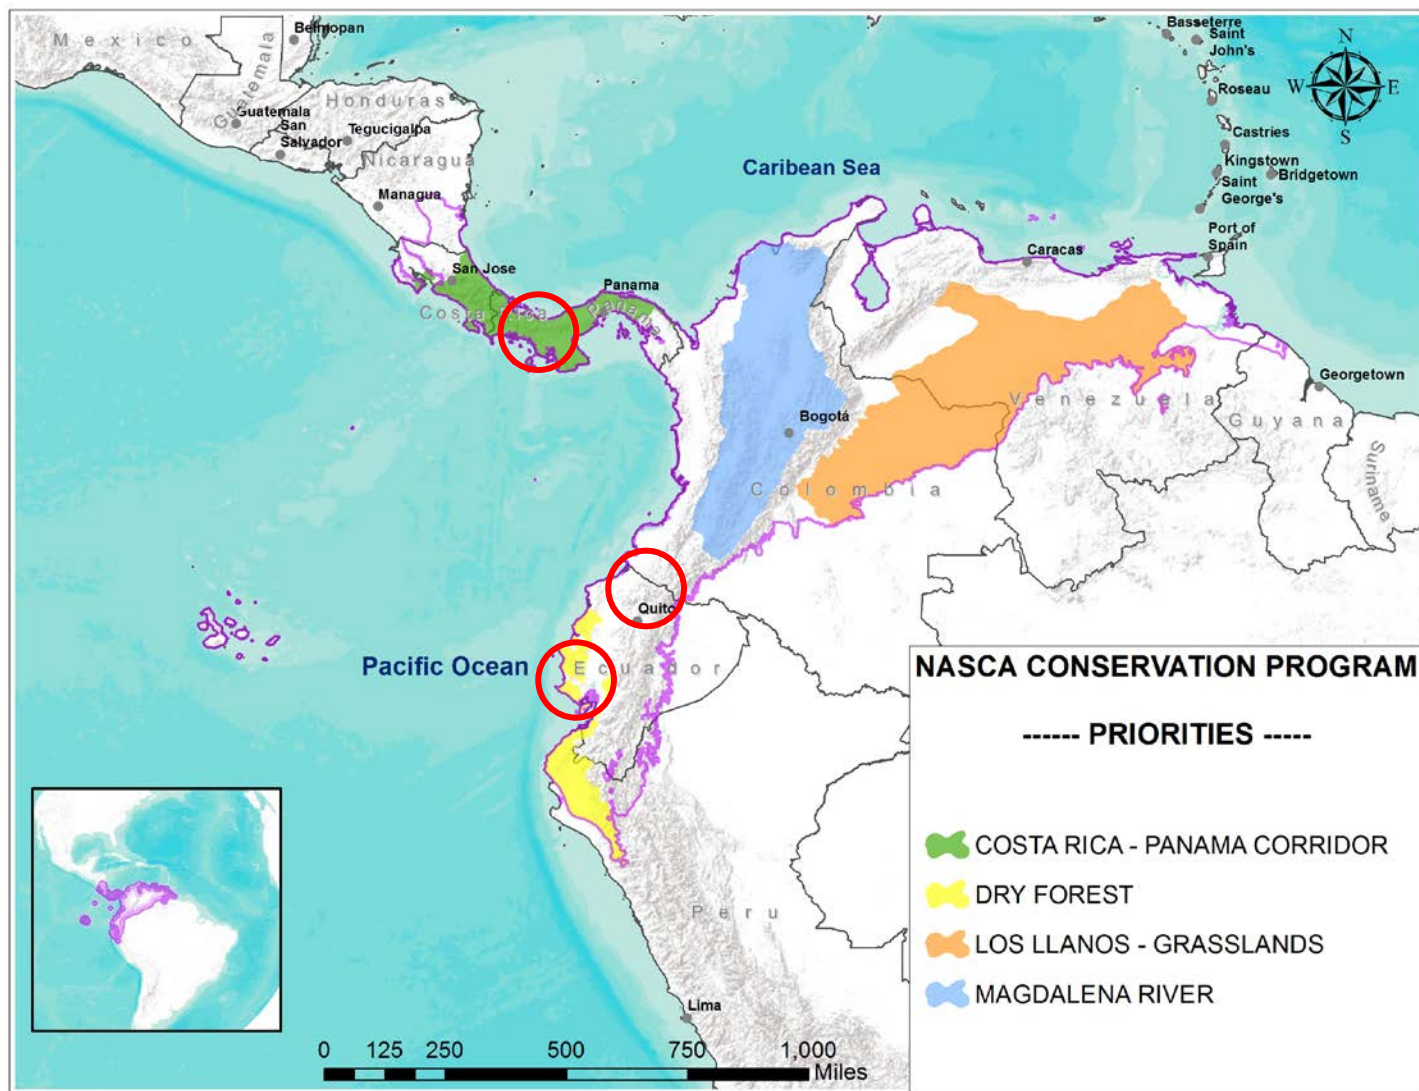 Mexico
Belmopan
Guatemala
Guatemala
Honduras
San
Salvador
Tegucigalpa
Nicaragua
Managua
San Jose
Costa Rica
Panama
Panama
Caribean Sea
Basseterre
Saint
John's
Roseau
Castries
Kingstown
Bridgetown
Saint
George's
Port of
Spain
Caracas
N
W
E
S
Georgetown
Venezuela
Guyana
Suriname
Bogotá
Colombia
Quito
Ecuador
Pacific Ocean
Peru
Lima
NASCA CONSERVATION PROGRAM
------ PRIORITIES -----
COSTA RICA - PANAMA CORRIDOR
DRY FOREST
LOS LLANOS - GRASSLANDS
MAGDALENA RIVER
0 125 250 500 750 1,000
Miles